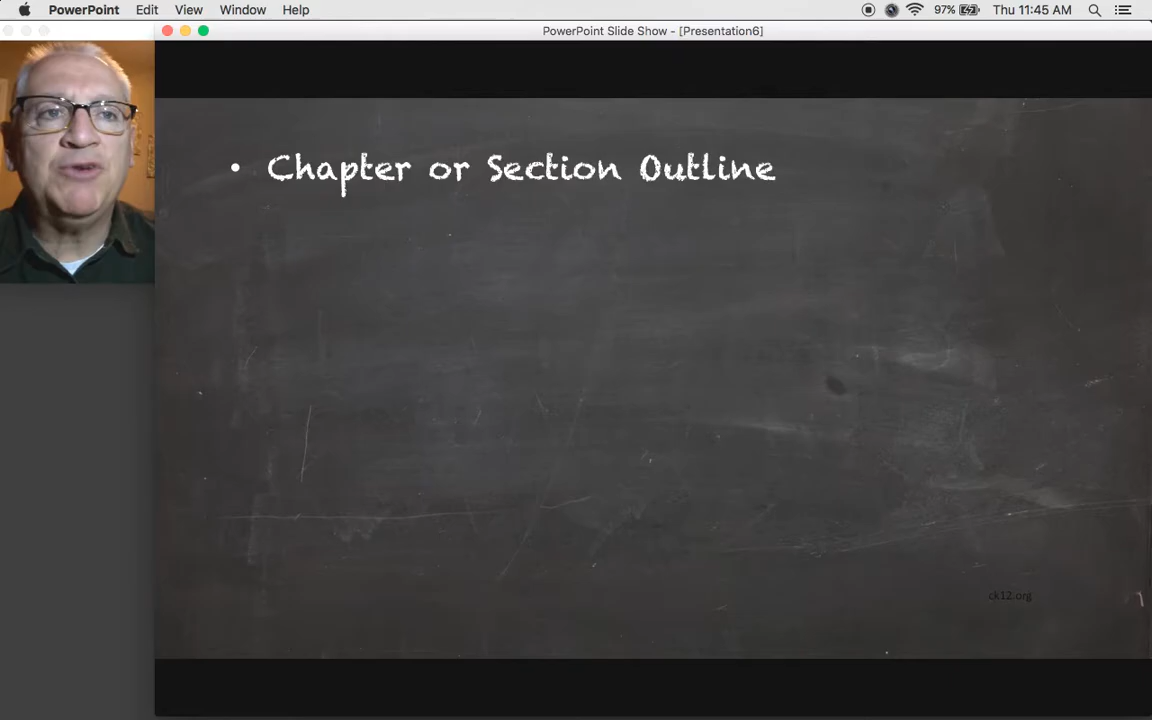 PowerPoint Edit View Window Help 97% Thu 11:45 AM
PowerPoint Slide Show - [Presentation6]
• Chapter or Section Outline
ck12.org